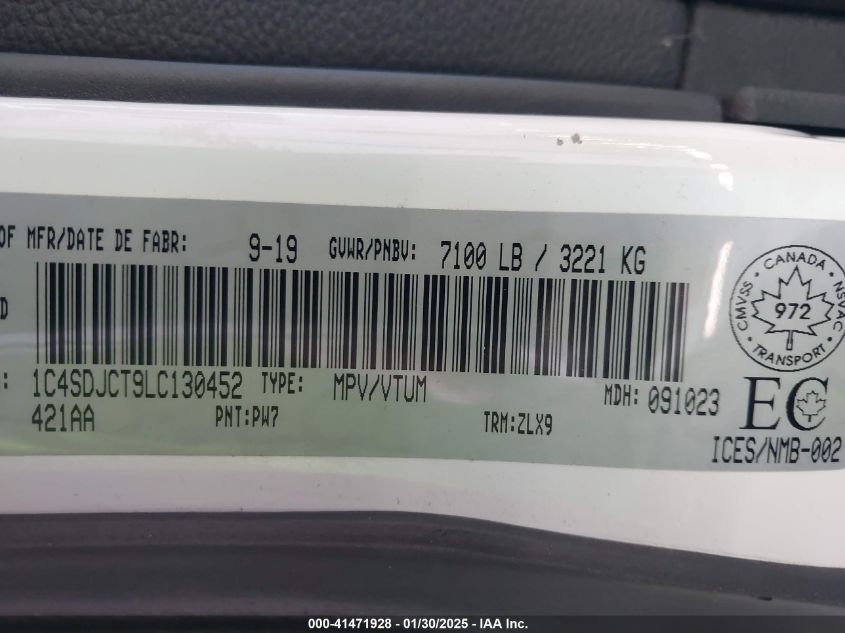 OF MFR/DATE DE FABR: 9-19 GVWR/PNBV: 7100 LB / 3221 KG
D
: 1C4SDJCT9LC130452 TYPE: MPV/VTUM MDH: 091023
421AA PNT:PW7 TRM:ZLX9
CANADA
CMVSS
NSVAC
972
TRANSPORT
EC
ICES/NMB-002
000-41471928 - 01/30/2025 - IAA Inc.